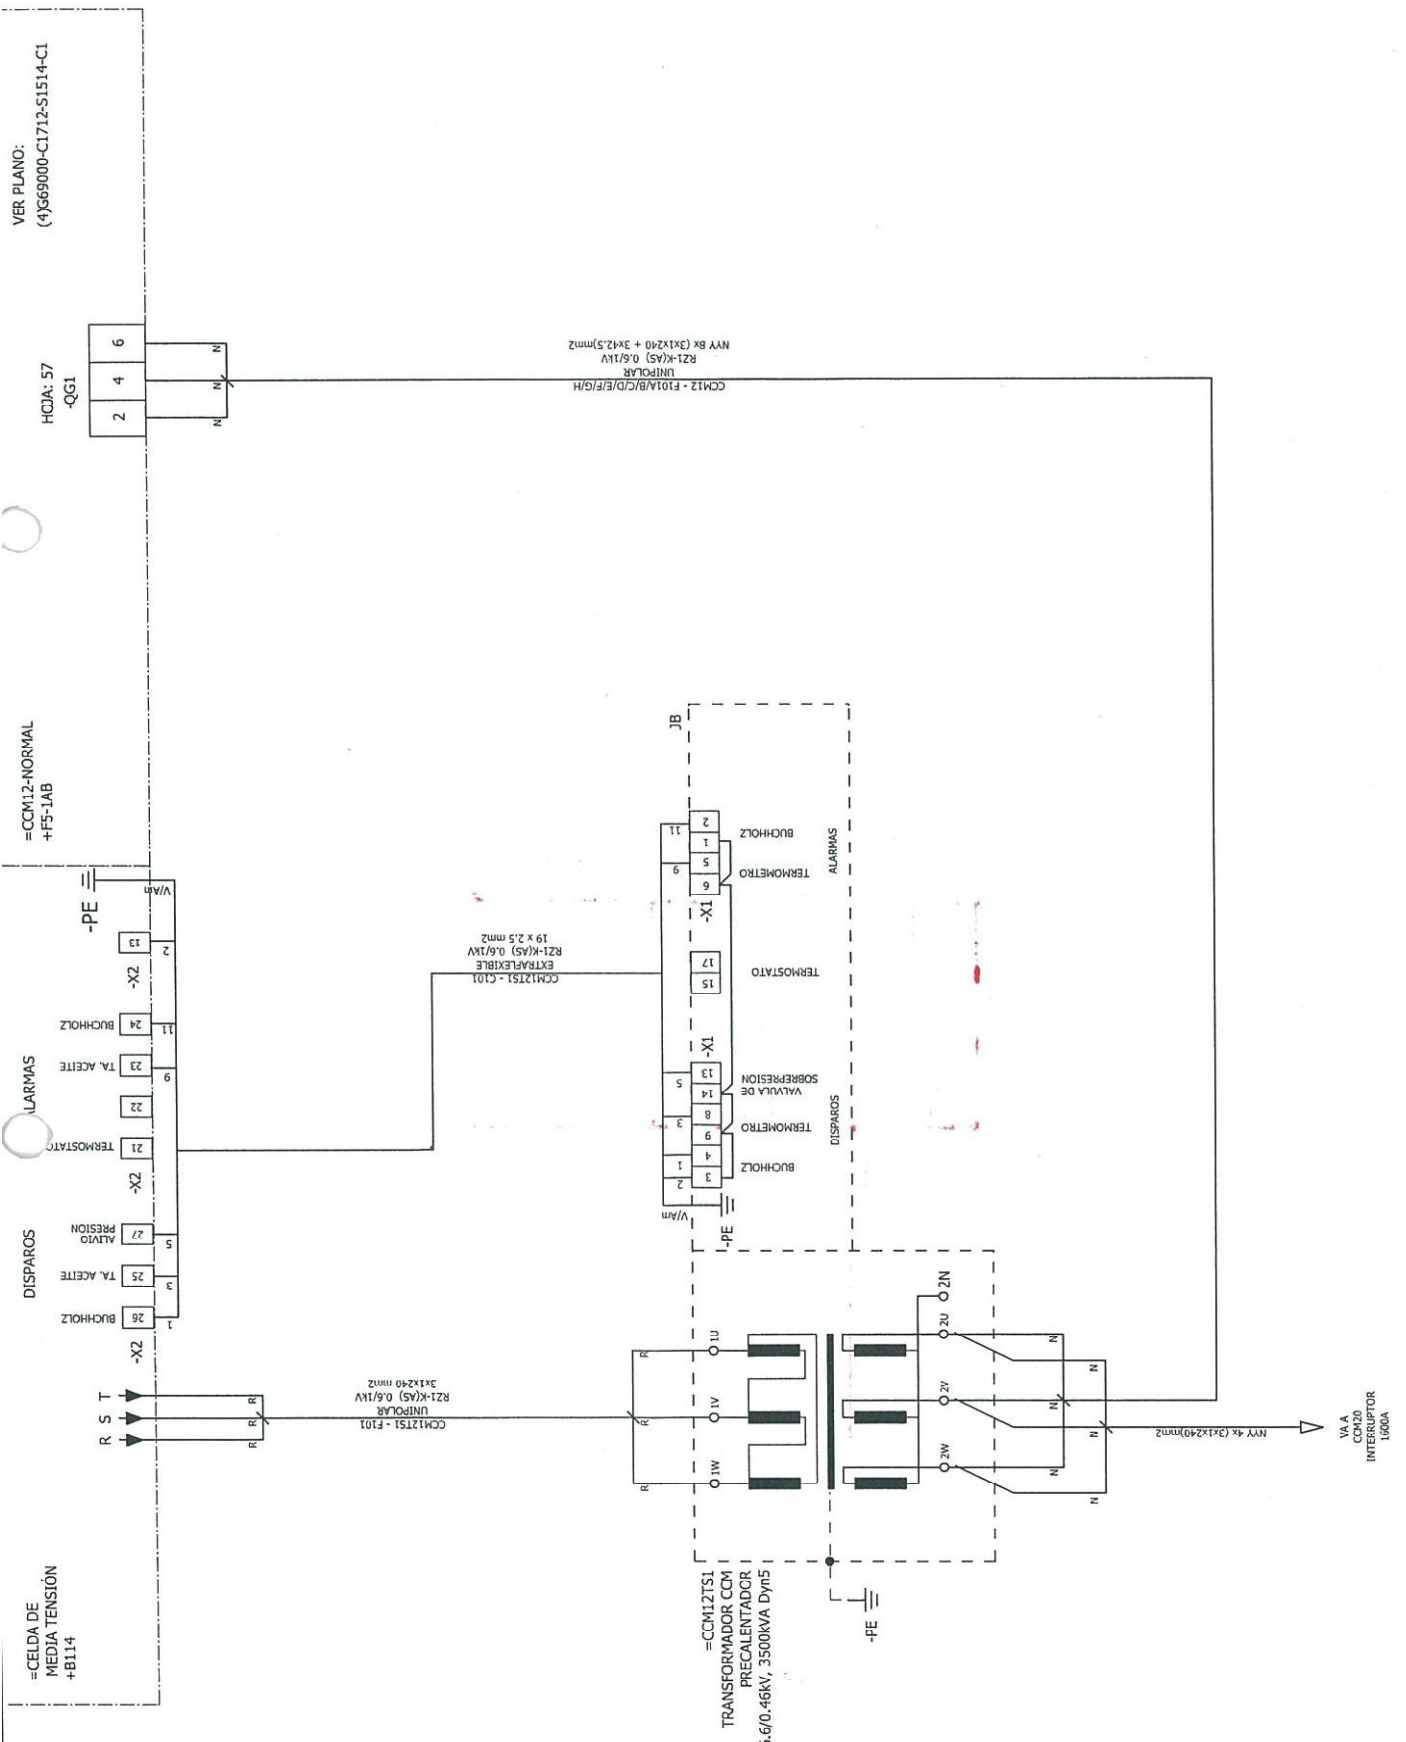 VER PLANO:
(4)G69000-C1712-S1514-C1
HOJA: 57
-QG1
2
4
6
N
N
N
CCM12 - F101A/B/C/D/E/F/G/H
UNIPOLAR
RZ1-K(AS) 0.6/1kV
NYY 8x (3x1x240 + 3x42.5)mm2
=CCM12-NORMAL
+F5-1AB
-PE
V/Am
DISPAROS
ALARMAS
-X2
26
BUCHHOLZ
25
TA. ACEITE
27
ALIVIO
PRESION
-X2
21
TERMOSTATO
22
23
TA. ACEITE
24
BUCHHOLZ
-X2
13
1
3
5
9
11
2
CCM12TS1 - C101
EXTRAFLEXIBLE
RZ1-K(AS) 0.6/1kV
19 x 2.5 mm2
JB
V/Am
-PE
2
1
3
5
9
11
3
4
9
8
14
13
-X1
15
17
-X1
6
5
1
2
BUCHHOLZ
TERMOMETRO
VALVULA DE
SOBREPRESION
TERMOSTATO
TERMOMETRO
BUCHHOLZ
DISPAROS
ALARMAS
=CELDA DE
MEDIA TENSIÓN
+B114
R
S
T
R
R
R
CCM12TS1 - F101
UNIPOLAR
RZ1-K(AS) 0.6/1kV
3x1x240 mm2
R
R
R
1W
1V
1U
2W
2V
2U
2N
N
N
N
N
N
N
=CCM12TS1
TRANSFORMADOR CCM
PRECALENTADOR
6.6/0.46kV, 3500kVA Dyn5
-PE
NYY 4x (3x1x240)mm2
VA A
CCM20
INTERRUPTOR
1600A